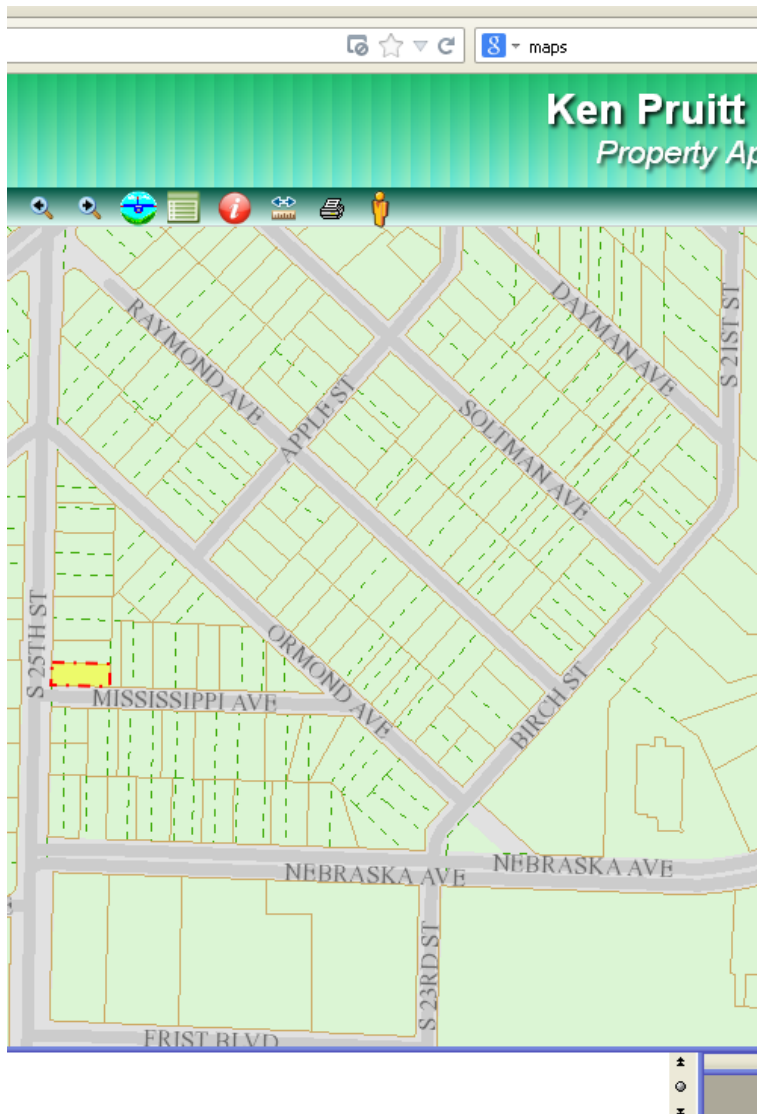 maps
Ken Pruitt
Property Ap
DAYMAN AVE
S 21ST ST
RAYMOND AVE
APPLE ST
SOLTMAN AVE
S 25TH ST
ORMOND AVE
MISSISSIPPI AVE
BIRCH ST
NEBRASKA AVE
NEBRASKA AVE
S 23RD ST
FRIST BLVD